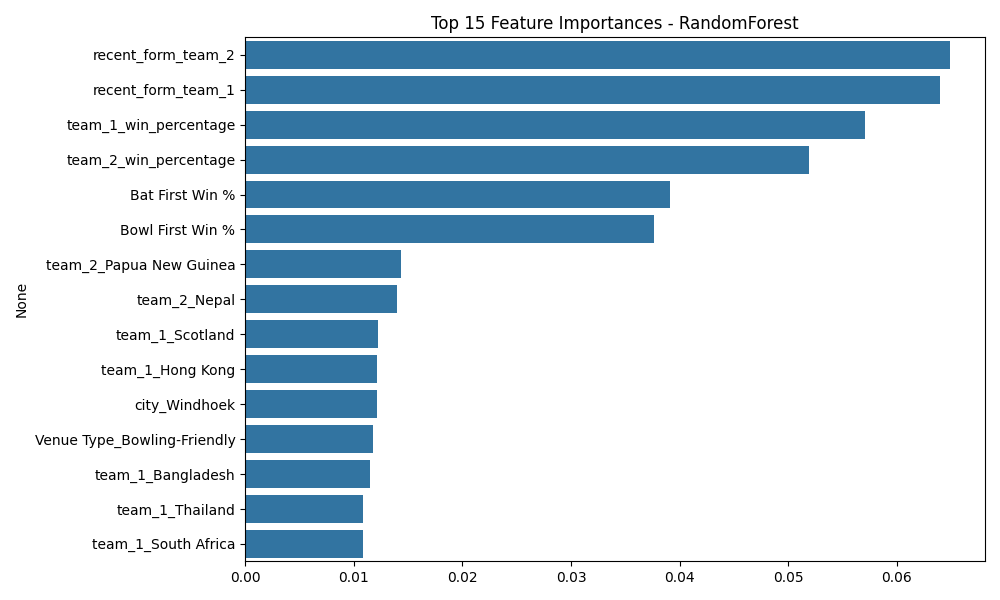 Top 15 Feature Importances - RandomForest
recent_form_team_2
recent_form_team_1
team_1_win_percentage
team_2_win_percentage
Bat First Win %
Bowl First Win %
team_2_Papua New Guinea
team_2_Nepal
team_1_Scotland
team_1_Hong Kong
city_Windhoek
Venue Type_Bowling-Friendly
team_1_Bangladesh
team_1_Thailand
team_1_South Africa
None
0.00 0.01 0.02 0.03 0.04 0.05 0.06